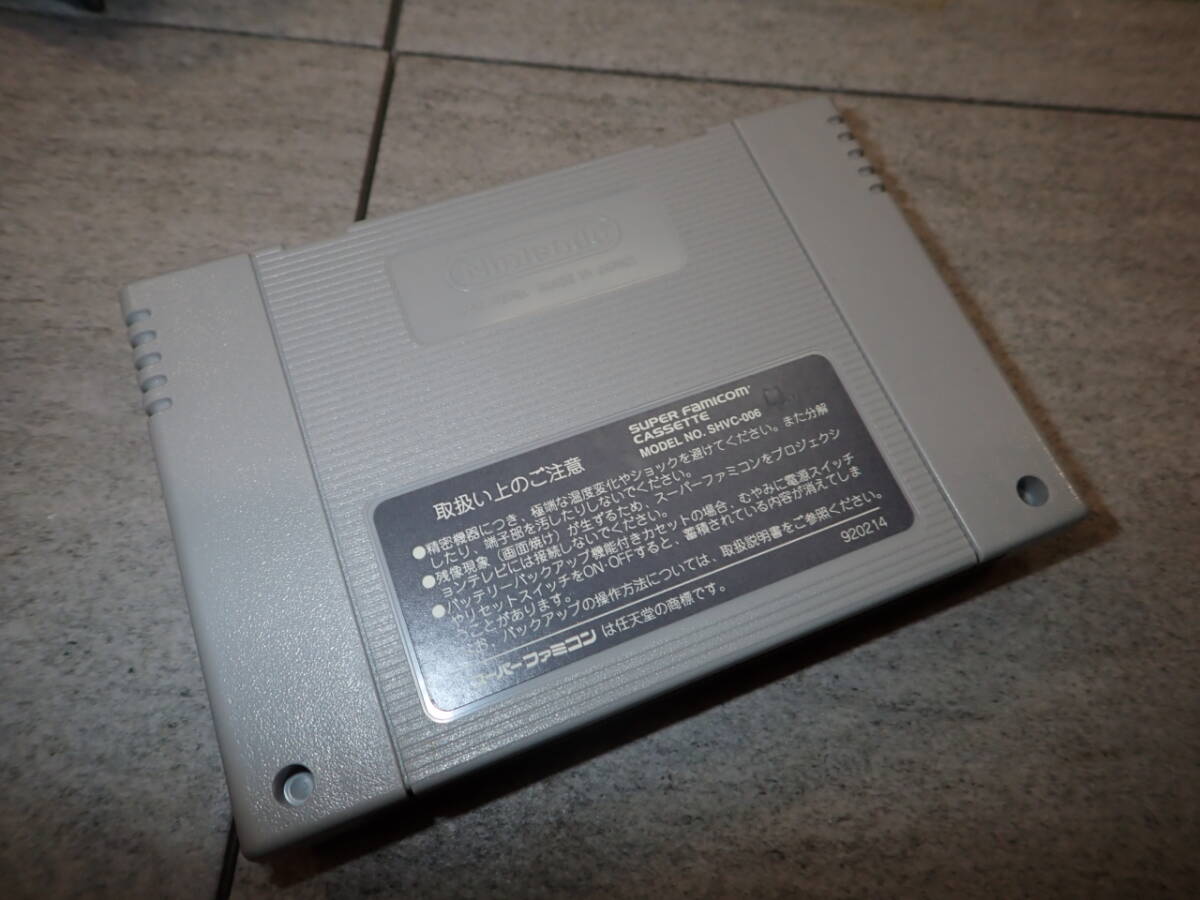 Nintendo
SUPER FAMICOM
CASSETTE
MODEL NO. SHVC-006
取扱い上のご注意
●精密機器につき、極端な温度変化やショックを避けてください。また分解
したり、端子部を汚したりしないでください。
●残像現象（画面焼け）が生ずるため、スーパーファミコンをプロジェクシ
ョンテレビには接続しないでください。
●バッテリーバックアップ機能付きカセットの場合、むやみに電源スイッチ
やリセットスイッチをON・OFFすると、蓄積されている内容が消えてしま
うことがあります。
なお、バックアップの操作方法については、取扱説明書をご参照ください。
スーパーファミコン は任天堂の商標です。
920214